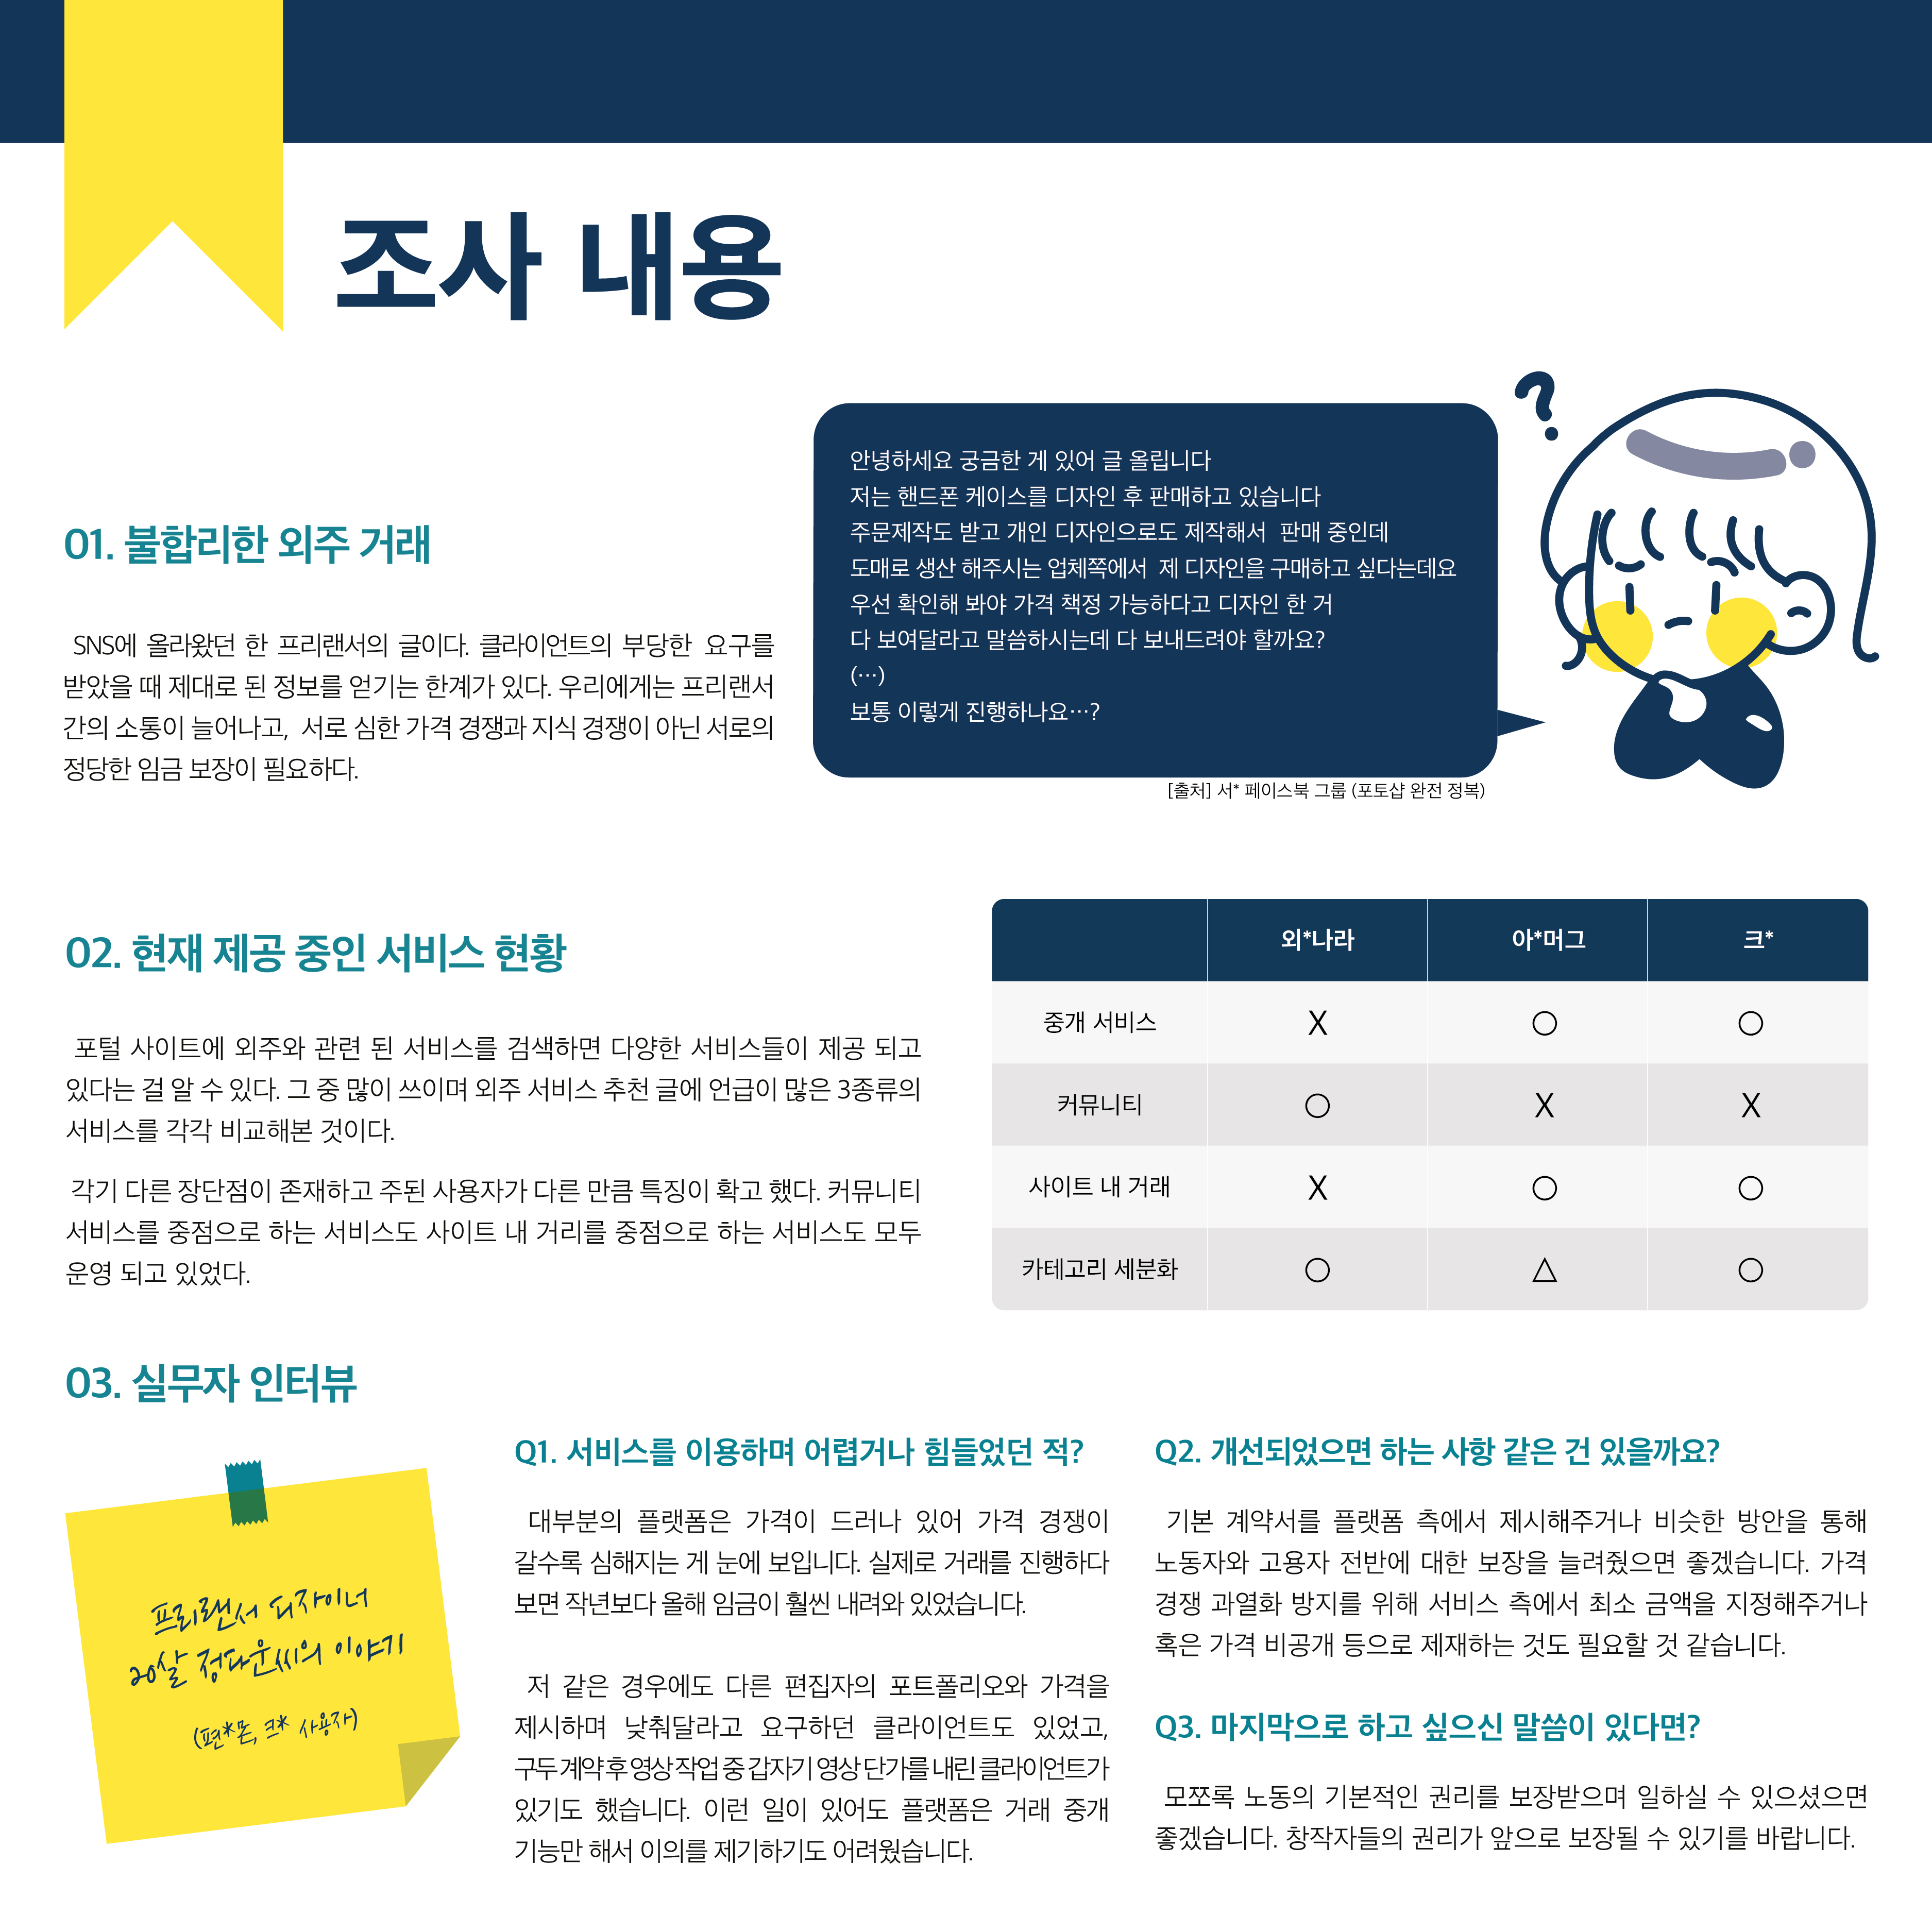 조사 내용
01. 불합리한 외주 거래
SNS에 올라왔던 한 프리랜서의 글이다. 클라이언트의 부당한 요구를
받았을 때 제대로 된 정보를 얻기는 한계가 있다. 우리에게는 프리랜서
간의 소통이 늘어나고, 서로 심한 가격 경쟁과 지식 경쟁이 아닌 서로의
정당한 임금 보장이 필요하다.
?
안녕하세요 궁금한 게 있어 글 올립니다
저는 핸드폰 케이스를 디자인 후 판매하고 있습니다
주문제작도 받고 개인 디자인으로도 제작해서 판매 중인데
도매로 생산 해주시는 업체쪽에서 제 디자인을 구매하고 싶다는데요
우선 확인해 봐야 가격 책정 가능하다고 디자인 한 거
다 보여달라고 말씀하시는데 다 보내드려야 할까요?
(…)
보통 이렇게 진행하나요…?
[출처] 서* 페이스북 그룹 (포토샵 완전 정복)
02. 현재 제공 중인 서비스 현황
포털 사이트에 외주와 관련 된 서비스를 검색하면 다양한 서비스들이 제공 되고
있다는 걸 알 수 있다. 그 중 많이 쓰이며 외주 서비스 추천 글에 언급이 많은 3종류의
서비스를 각각 비교해본 것이다.
각기 다른 장단점이 존재하고 주된 사용자가 다른 만큼 특징이 확고 했다. 커뮤니티
서비스를 중점으로 하는 서비스도 사이트 내 거리를 중점으로 하는 서비스도 모두
운영 되고 있었다.
외*나라 아*머그 크*
중개 서비스 X ○ ○
커뮤니티 ○ X X
사이트 내 거래 X ○ ○
카테고리 세분화 ○ △ ○
03. 실무자 인터뷰
프리랜서 디자이너
20살 정다운씨의 이야기
(편*몬, 크* 사용자)
Q1. 서비스를 이용하며 어렵거나 힘들었던 적?
대부분의 플랫폼은 가격이 드러나 있어 가격 경쟁이
갈수록 심해지는 게 눈에 보입니다. 실제로 거래를 진행하다
보면 작년보다 올해 임금이 훨씬 내려와 있었습니다.
저 같은 경우에도 다른 편집자의 포트폴리오와 가격을
제시하며 낮춰달라고 요구하던 클라이언트도 있었고,
구두 계약 후 영상 작업 중 갑자기 영상 단가를 내린 클라이언트가
있기도 했습니다. 이런 일이 있어도 플랫폼은 거래 중개
기능만 해서 이의를 제기하기도 어려웠습니다.
Q2. 개선되었으면 하는 사항 같은 건 있을까요?
기본 계약서를 플랫폼 측에서 제시해주거나 비슷한 방안을 통해
노동자와 고용자 전반에 대한 보장을 늘려줬으면 좋겠습니다. 가격
경쟁 과열화 방지를 위해 서비스 측에서 최소 금액을 지정해주거나
혹은 가격 비공개 등으로 제재하는 것도 필요할 것 같습니다.
Q3. 마지막으로 하고 싶으신 말씀이 있다면?
모쪼록 노동의 기본적인 권리를 보장받으며 일하실 수 있으셨으면
좋겠습니다. 창작자들의 권리가 앞으로 보장될 수 있기를 바랍니다.